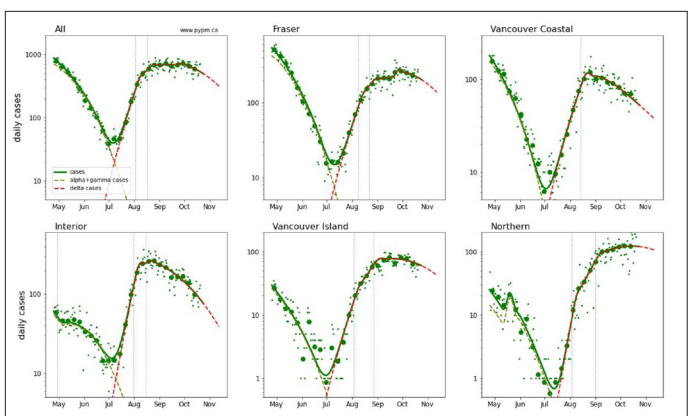 All
www.pypm.ca
Fraser
Vancouver Coastal
daily cases
1000
100
10
cases
alpha+gamma cases
delta cases
May Jun Jul Aug Sep Oct Nov
100
10
May Jun Jul Aug Sep Oct Nov
100
10
May Jun Jul Aug Sep Oct Nov
Interior
Vancouver Island
Northern
daily cases
100
10
May Jun Jul Aug Sep Oct Nov
100
10
1
May Jun Jul Aug Sep Oct Nov
100
10
1
May Jun Jul Aug Sep Oct Nov